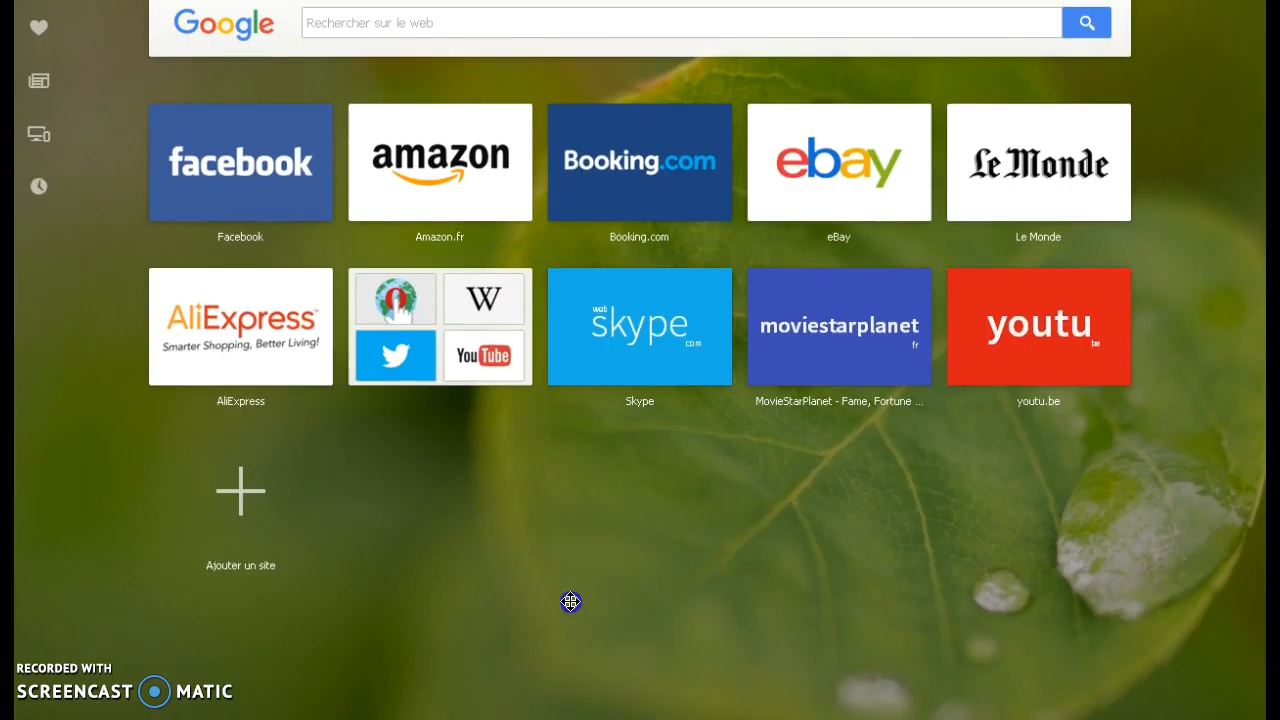 Google
Rechercher sur le web
facebook
amazon
Booking.com
ebay
Le Monde
Facebook
Amazon.fr
Booking.com
eBay
Le Monde
AliExpress™
Smarter Shopping, Better Living!
W
YouTube
web
skype
com
moviestarplanet
fr
youtu
be
AliExpress
Skype
MovieStarPlanet - Fame, Fortune ...
youtu.be
Ajouter un site
RECORDED WITH
SCREENCAST MATIC